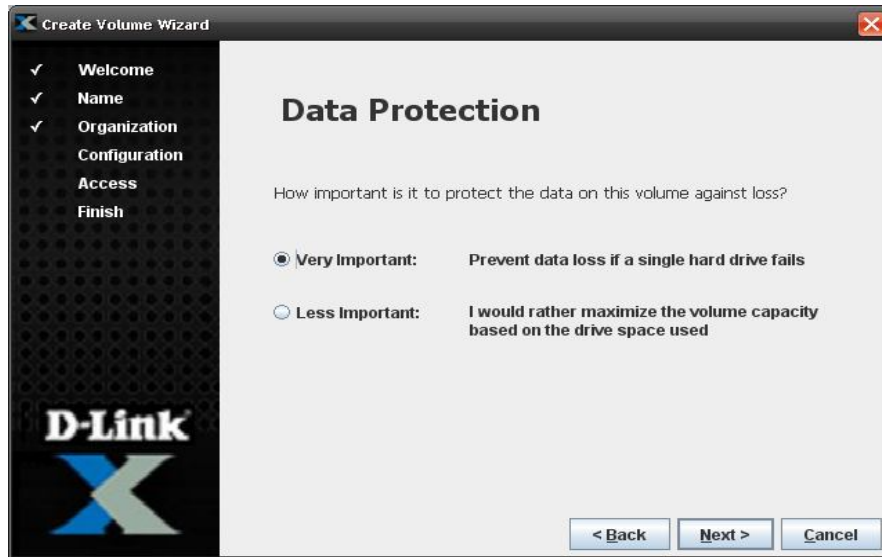 Create Volume Wizard
✓ Welcome
✓ Name
✓ Organization
Configuration
Access
Finish
Data Protection
How important is it to protect the data on this volume against loss?
Very Important: Prevent data loss if a single hard drive fails
Less Important: I would rather maximize the volume capacity
based on the drive space used
D-Link
< Back Next > Cancel